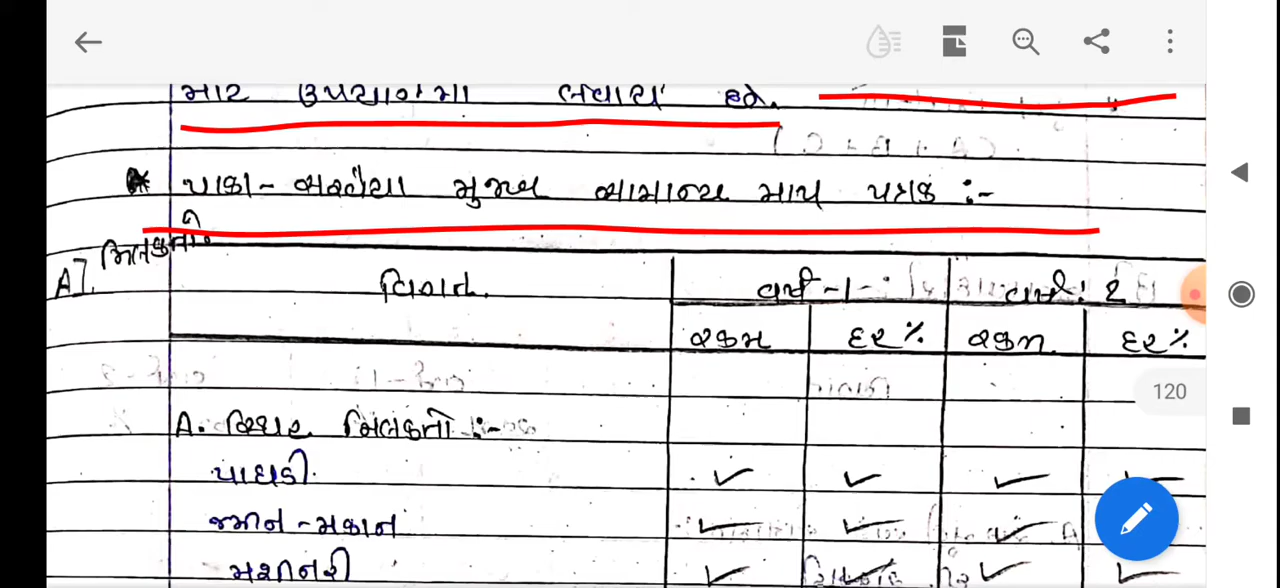 માટે ઉપયોગમાં લેવાય છે.
* પાકા-સરવૈયા મુજબ સામાન્ય માપ પત્રક :-
A]. મિલકતો
વિગત. વર્ષ-1 વર્ષ: 2
રકમ દર % રકમ. દર %
120
A. સ્થિર મિલકતો :-
પાઘડી.
જમીન-મકાન
મશીનરી